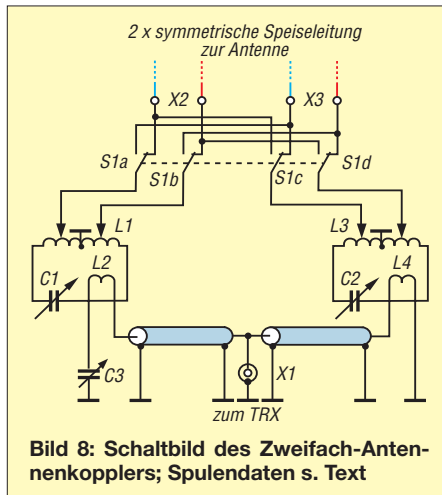 2 x symmetrische Speiseleitung
zur Antenne
X2 X3
S1a S1b S1c S1d
L1 L3
L2 L4
C1 C2
C3 X1
zum TRX
Bild 8: Schaltbild des Zweifach-Anten-
nenkopplers; Spulendaten s. Text